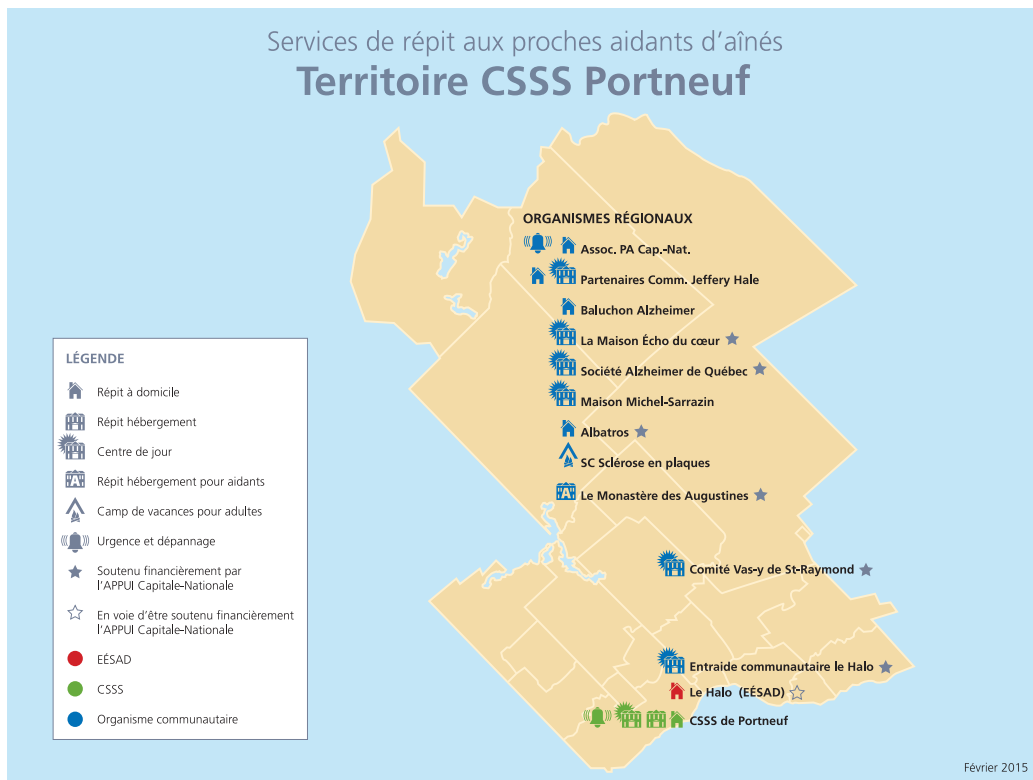 Services de répit aux proches aidants d'aînés
Territoire CSSS Portneuf
ORGANISMES RÉGIONAUX
Assoc. PA Cap.-Nat.
Partenaires Comm. Jeffery Hale
Baluchon Alzheimer
La Maison Écho du cœur
Société Alzheimer de Québec
Maison Michel-Sarrazin
Albatros
SC Sclérose en plaques
Le Monastère des Augustines
Comité Vas-y de St-Raymond
Entraide communautaire le Halo
Le Halo (EÉSAD)
CSSS de Portneuf
LÉGENDE
Répit à domicile
Répit hébergement
Centre de jour
Répit hébergement pour aidants
Camp de vacances pour adultes
Urgence et dépannage
Soutenu financièrement par
l'APPUI Capitale-Nationale
En voie d'être soutenu financièrement
l'APPUI Capitale-Nationale
EÉSAD
CSSS
Organisme communautaire
Février 2015